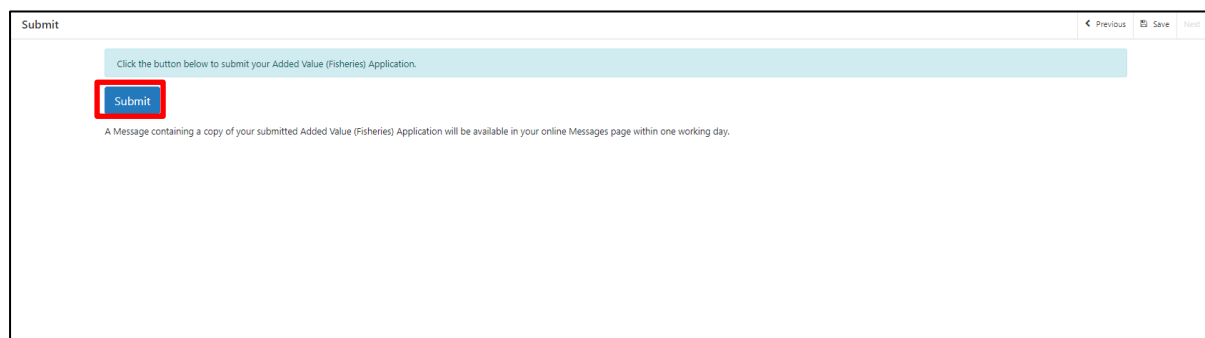 Submit
Previous Save Next
Click the button below to submit your Added Value (Fisheries) Application.
Submit
A Message containing a copy of your submitted Added Value (Fisheries) Application will be available in your online Messages page within one working day.